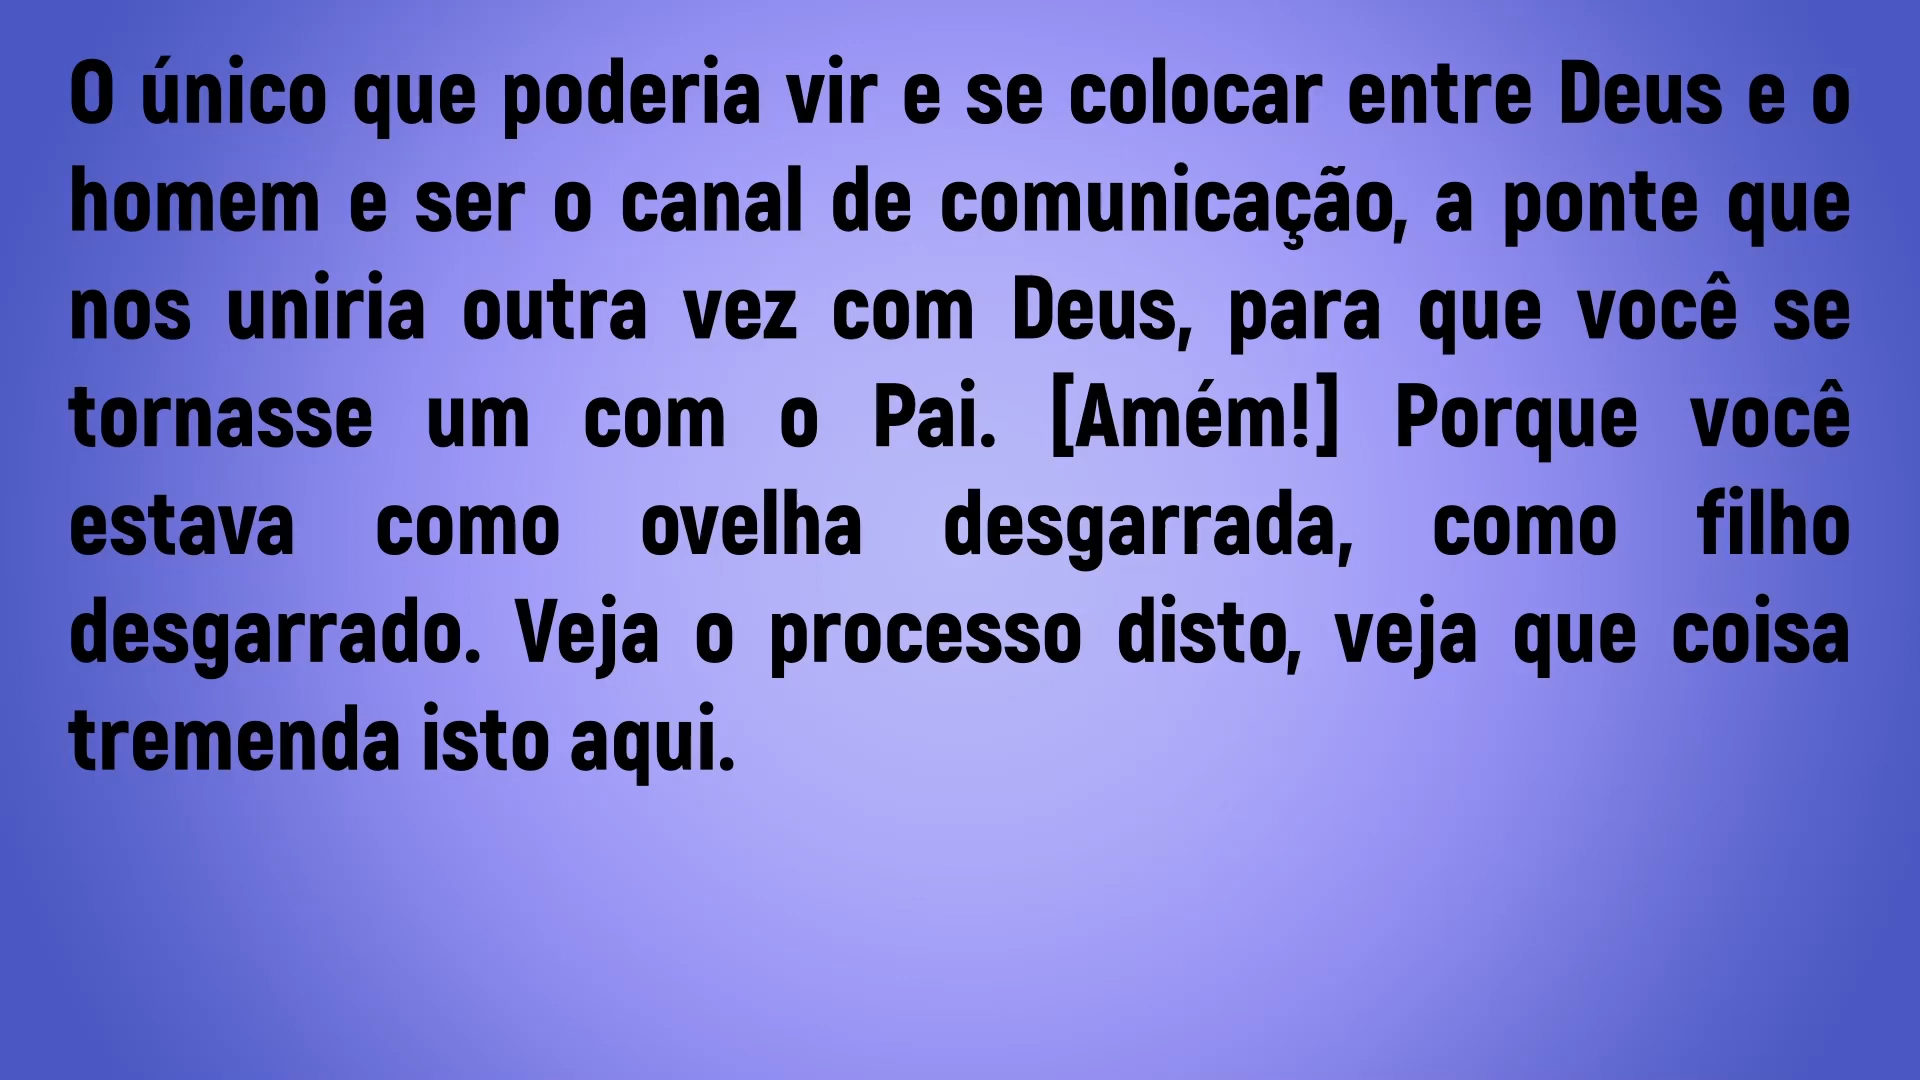 O único que poderia vir e se colocar entre Deus e o
homem e ser o canal de comunicação, a ponte que
nos uniria outra vez com Deus, para que você se
tornasse um com o Pai. [Amém!] Porque você
estava como ovelha desgarrada, como filho
desgarrado. Veja o processo disto, veja que coisa
tremenda isto aqui.